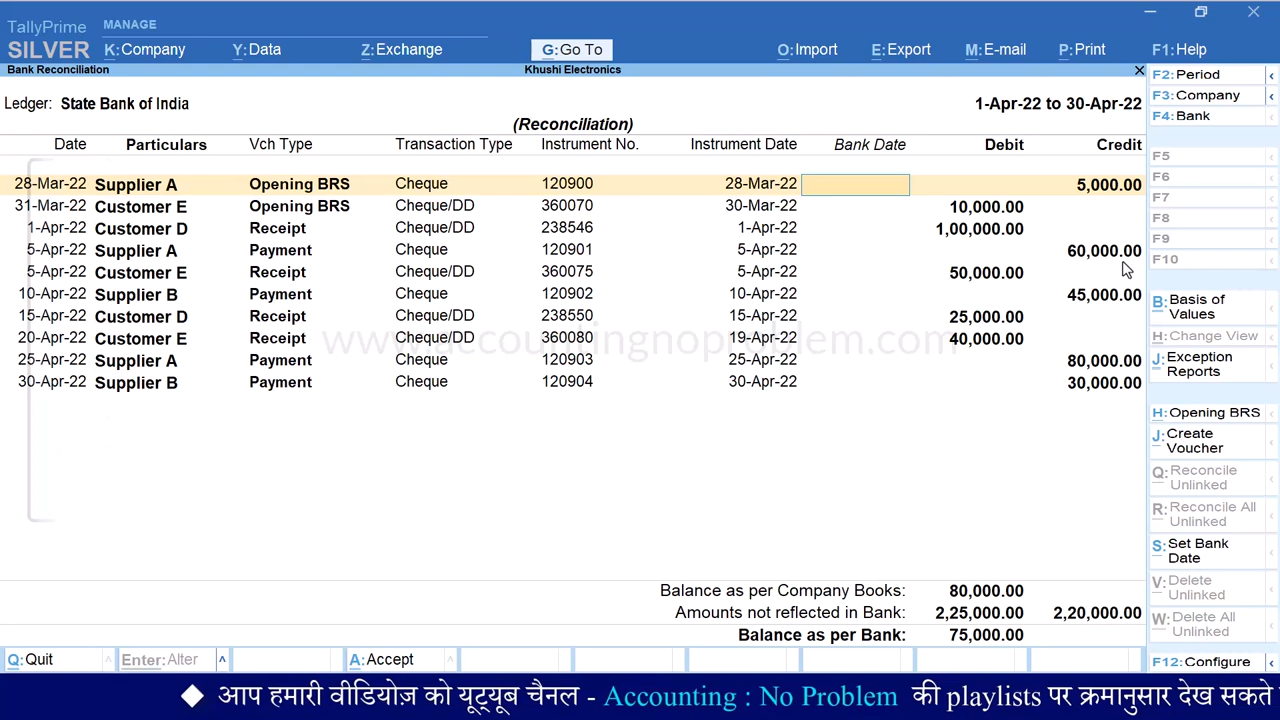 TallyPrime MANAGE
SILVER K:Company Y:Data Z:Exchange G:Go To O:Import E:Export M:E-mail P:Print F1:Help
Bank Reconciliation Khushi Electronics
Ledger: State Bank of India 1-Apr-22 to 30-Apr-22
(Reconciliation)
Date Particulars Vch Type Transaction Type Instrument No. Instrument Date Bank Date Debit Credit
28-Mar-22 Supplier A Opening BRS Cheque 120900 28-Mar-22 5,000.00
31-Mar-22 Customer E Opening BRS Cheque/DD 360070 30-Mar-22 10,000.00
1-Apr-22 Customer D Receipt Cheque/DD 238546 1-Apr-22 1,00,000.00
5-Apr-22 Supplier A Payment Cheque 120901 5-Apr-22 60,000.00
5-Apr-22 Customer E Receipt Cheque/DD 360075 5-Apr-22 50,000.00
10-Apr-22 Supplier B Payment Cheque 120902 10-Apr-22 45,000.00
15-Apr-22 Customer D Receipt Cheque/DD 238550 15-Apr-22 25,000.00
20-Apr-22 Customer E Receipt Cheque/DD 360080 19-Apr-22 40,000.00
www.accountingnoproblem.com
25-Apr-22 Supplier A Payment Cheque 120903 25-Apr-22 80,000.00
30-Apr-22 Supplier B Payment Cheque 120904 30-Apr-22 30,000.00
Balance as per Company Books: 80,000.00
Amounts not reflected in Bank: 2,25,000.00 2,20,000.00
Balance as per Bank: 75,000.00
F2: Period
F3: Company
F4: Bank
F5
F6
F7
F8
F9
F10
B: Basis of
Values
H: Change View
J: Exception
Reports
H: Opening BRS
J: Create
Voucher
Q: Reconcile
Unlinked
R: Reconcile All
Unlinked
S: Set Bank
Date
V: Delete
Unlinked
W: Delete All
Unlinked
F12: Configure
Q:Quit Enter:Alter A:Accept
◆ आप हमारी वीडियोज़ को यूट्यूब चैनल - Accounting : No Problem की playlists पर क्रमानुसार देख सकते